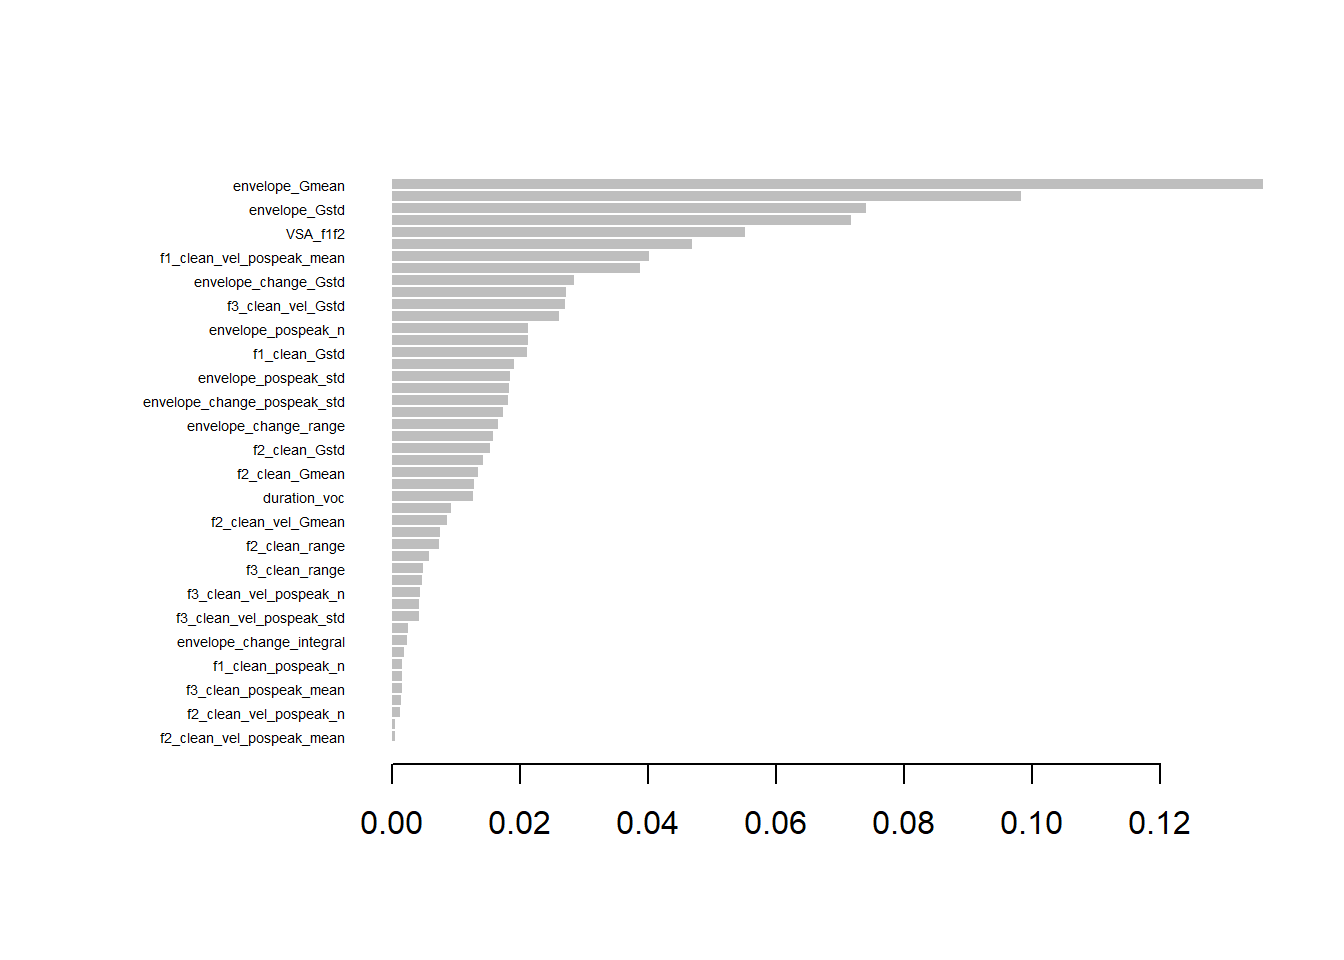 envelope_Gmean
envelope_Gstd
VSA_f1f2
f1_clean_vel_pospeak_mean
envelope_change_Gstd
f3_clean_vel_Gstd
envelope_pospeak_n
f1_clean_Gstd
envelope_pospeak_std
envelope_change_pospeak_std
envelope_change_range
f2_clean_Gstd
f2_clean_Gmean
duration_voc
f2_clean_vel_Gmean
f2_clean_range
f3_clean_range
f3_clean_vel_pospeak_n
f3_clean_vel_pospeak_std
envelope_change_integral
f1_clean_pospeak_n
f3_clean_pospeak_mean
f2_clean_vel_pospeak_n
f2_clean_vel_pospeak_mean
0.00 0.02 0.04 0.06 0.08 0.10 0.12